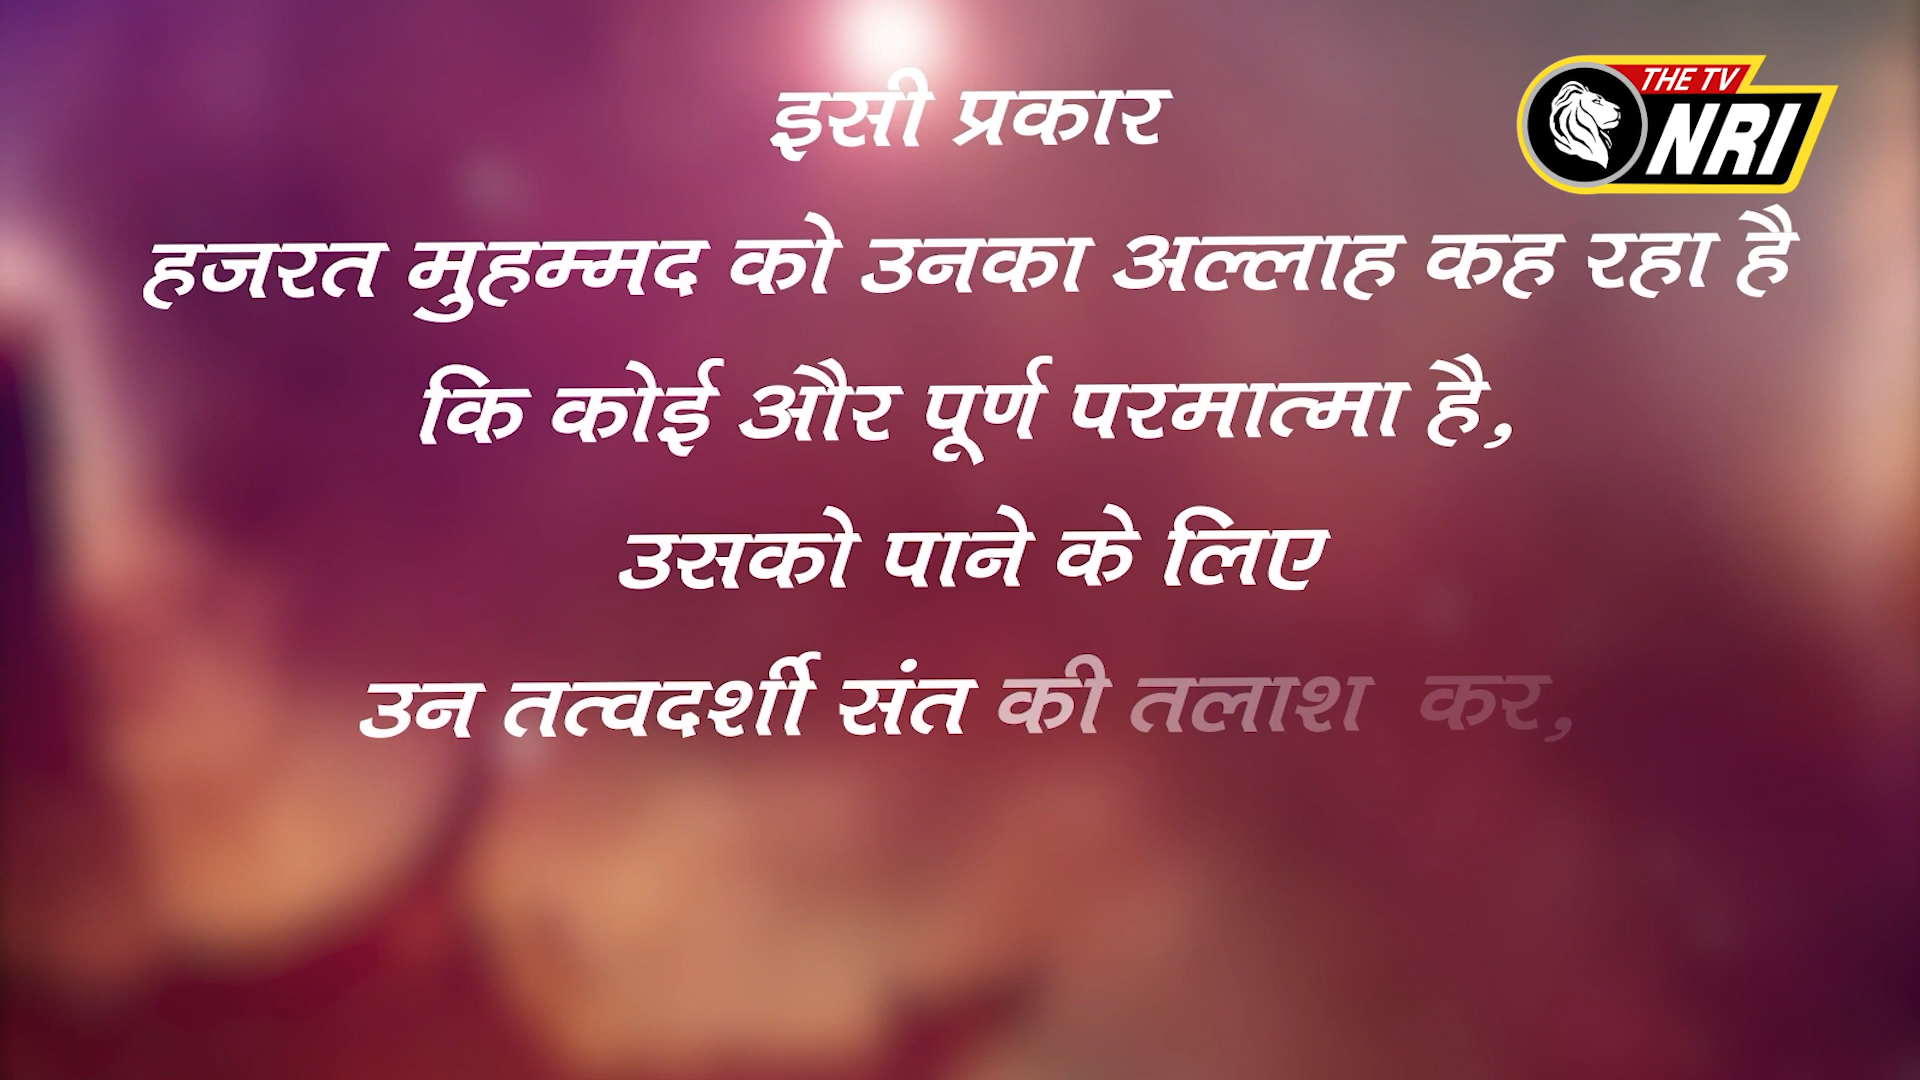 THE TV
NRI
इसी प्रकार
हजरत मुहम्मद को उनका अल्लाह कह रहा है
कि कोई और पूर्ण परमात्मा है,
उसको पाने के लिए
उन तत्वदर्शी संत की तलाश कर,